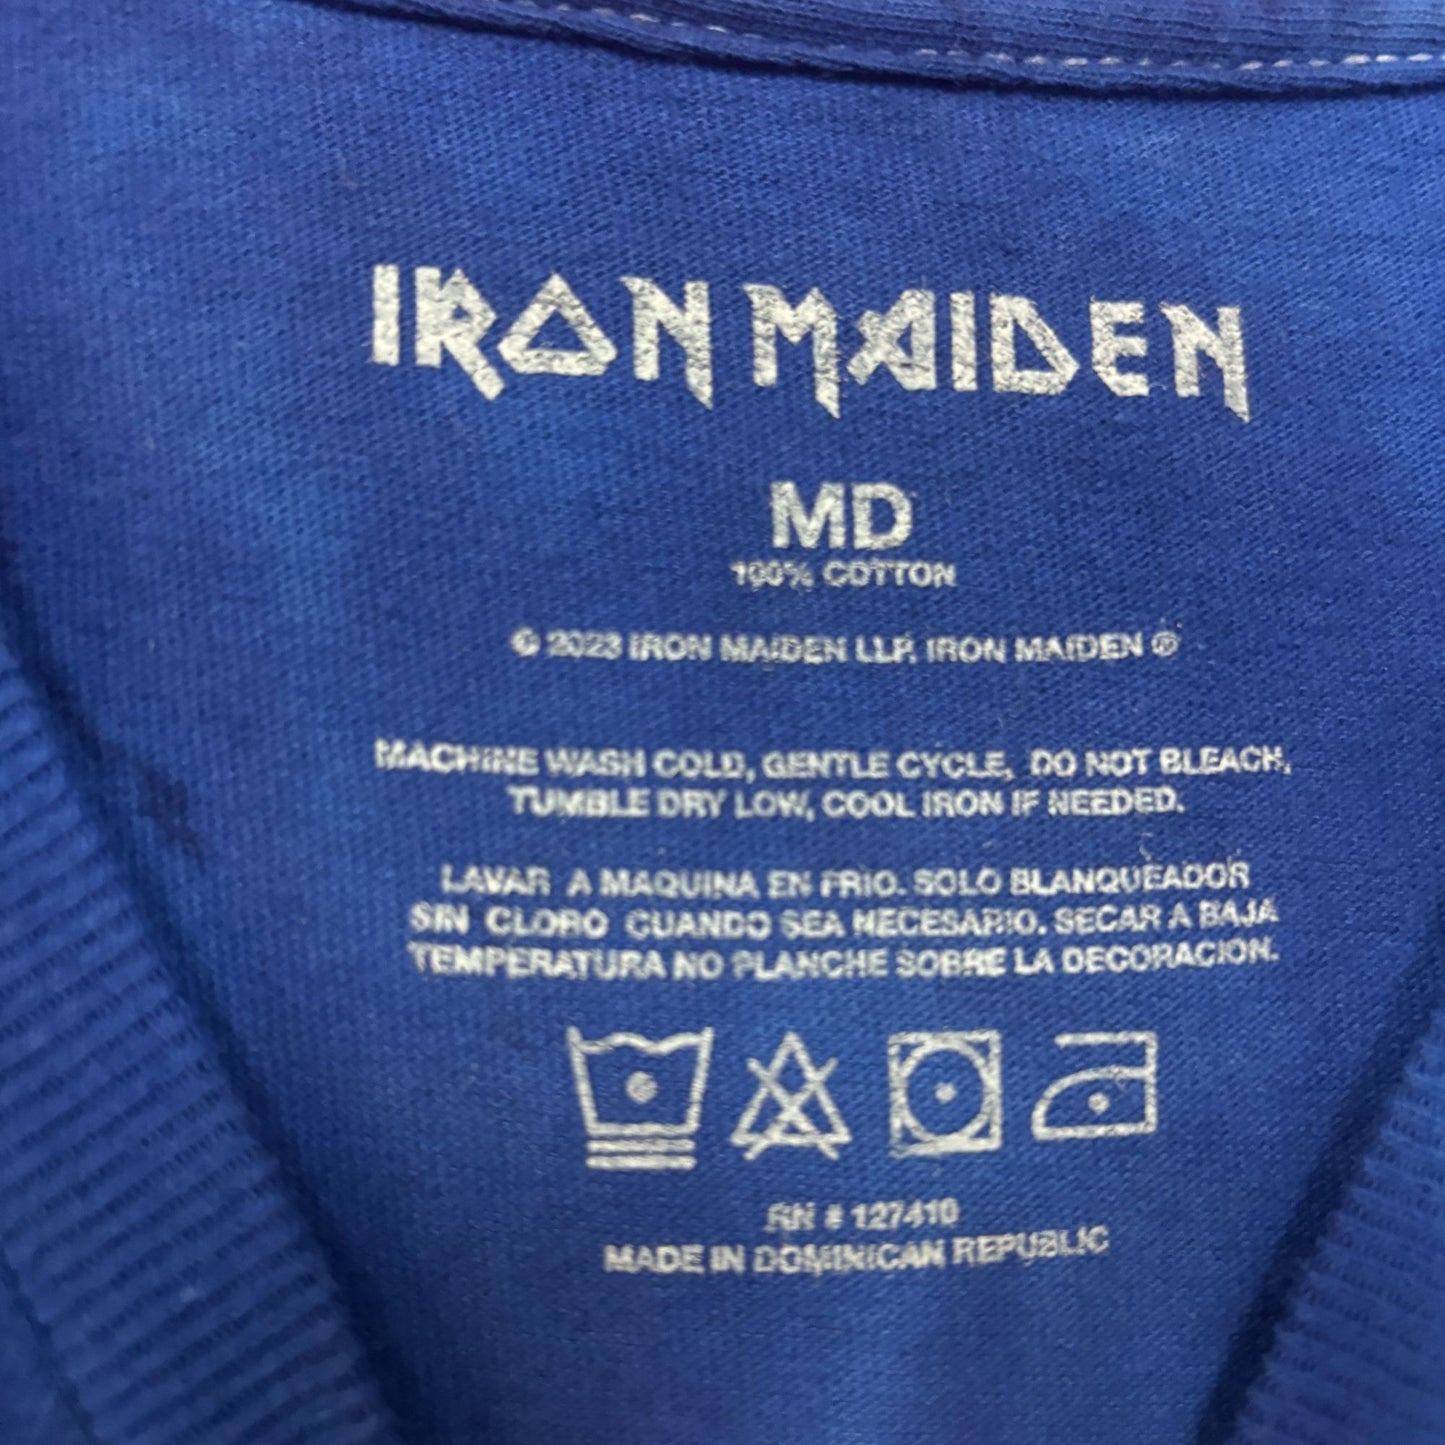 IRON MAIDEN
MD
100% COTTON
© 2023 IRON MAIDEN LLP. IRON MAIDEN ®
MACHINE WASH COLD, GENTLE CYCLE, DO NOT BLEACH,
TUMBLE DRY LOW, COOL IRON IF NEEDED.
LAVAR A MAQUINA EN FRIO. SOLO BLANQUEADOR
SIN CLORO CUANDO SEA NECESARIO. SECAR A BAJA
TEMPERATURA NO PLANCHE SOBRE LA DECORACION.
RN # 127410
MADE IN DOMINICAN REPUBLIC